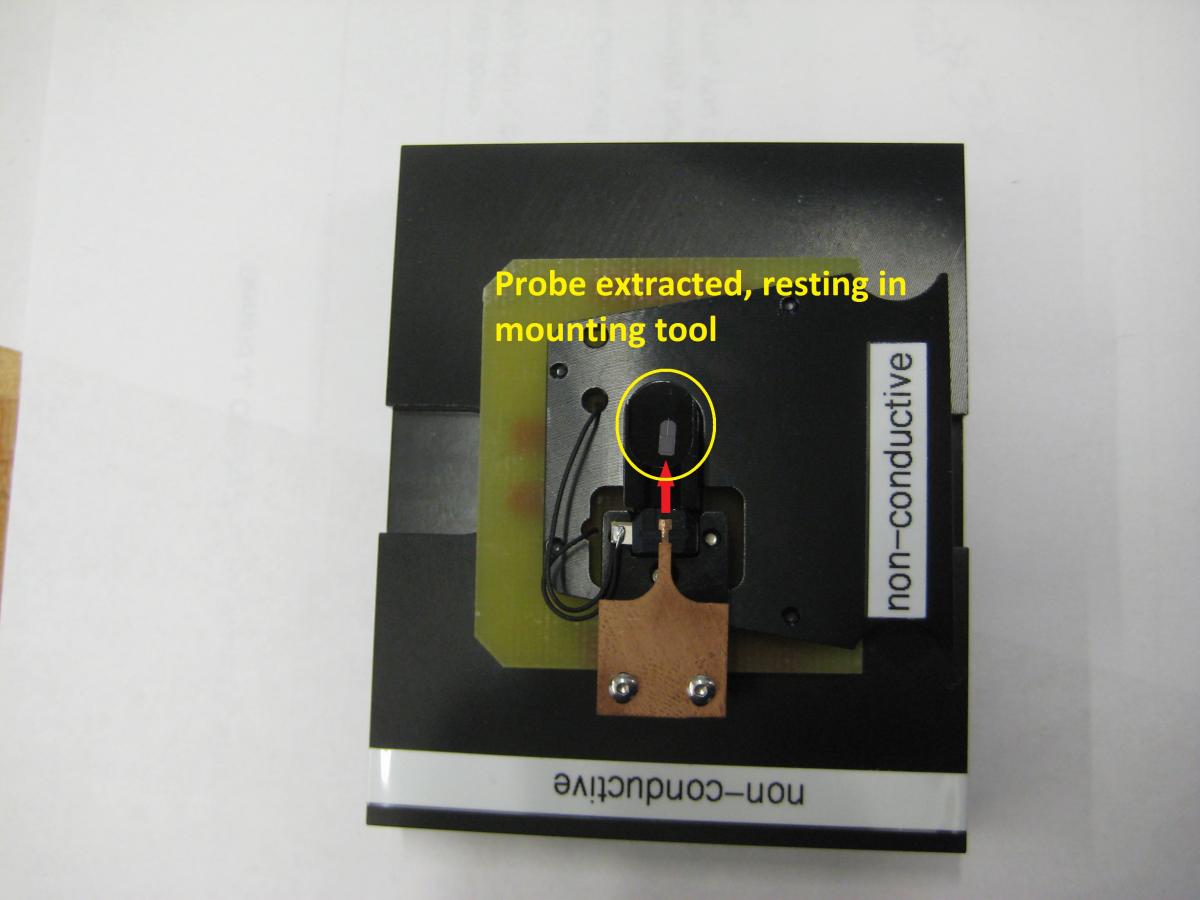 Probe extracted, resting in
mounting tool
non-conductive
non-conductive